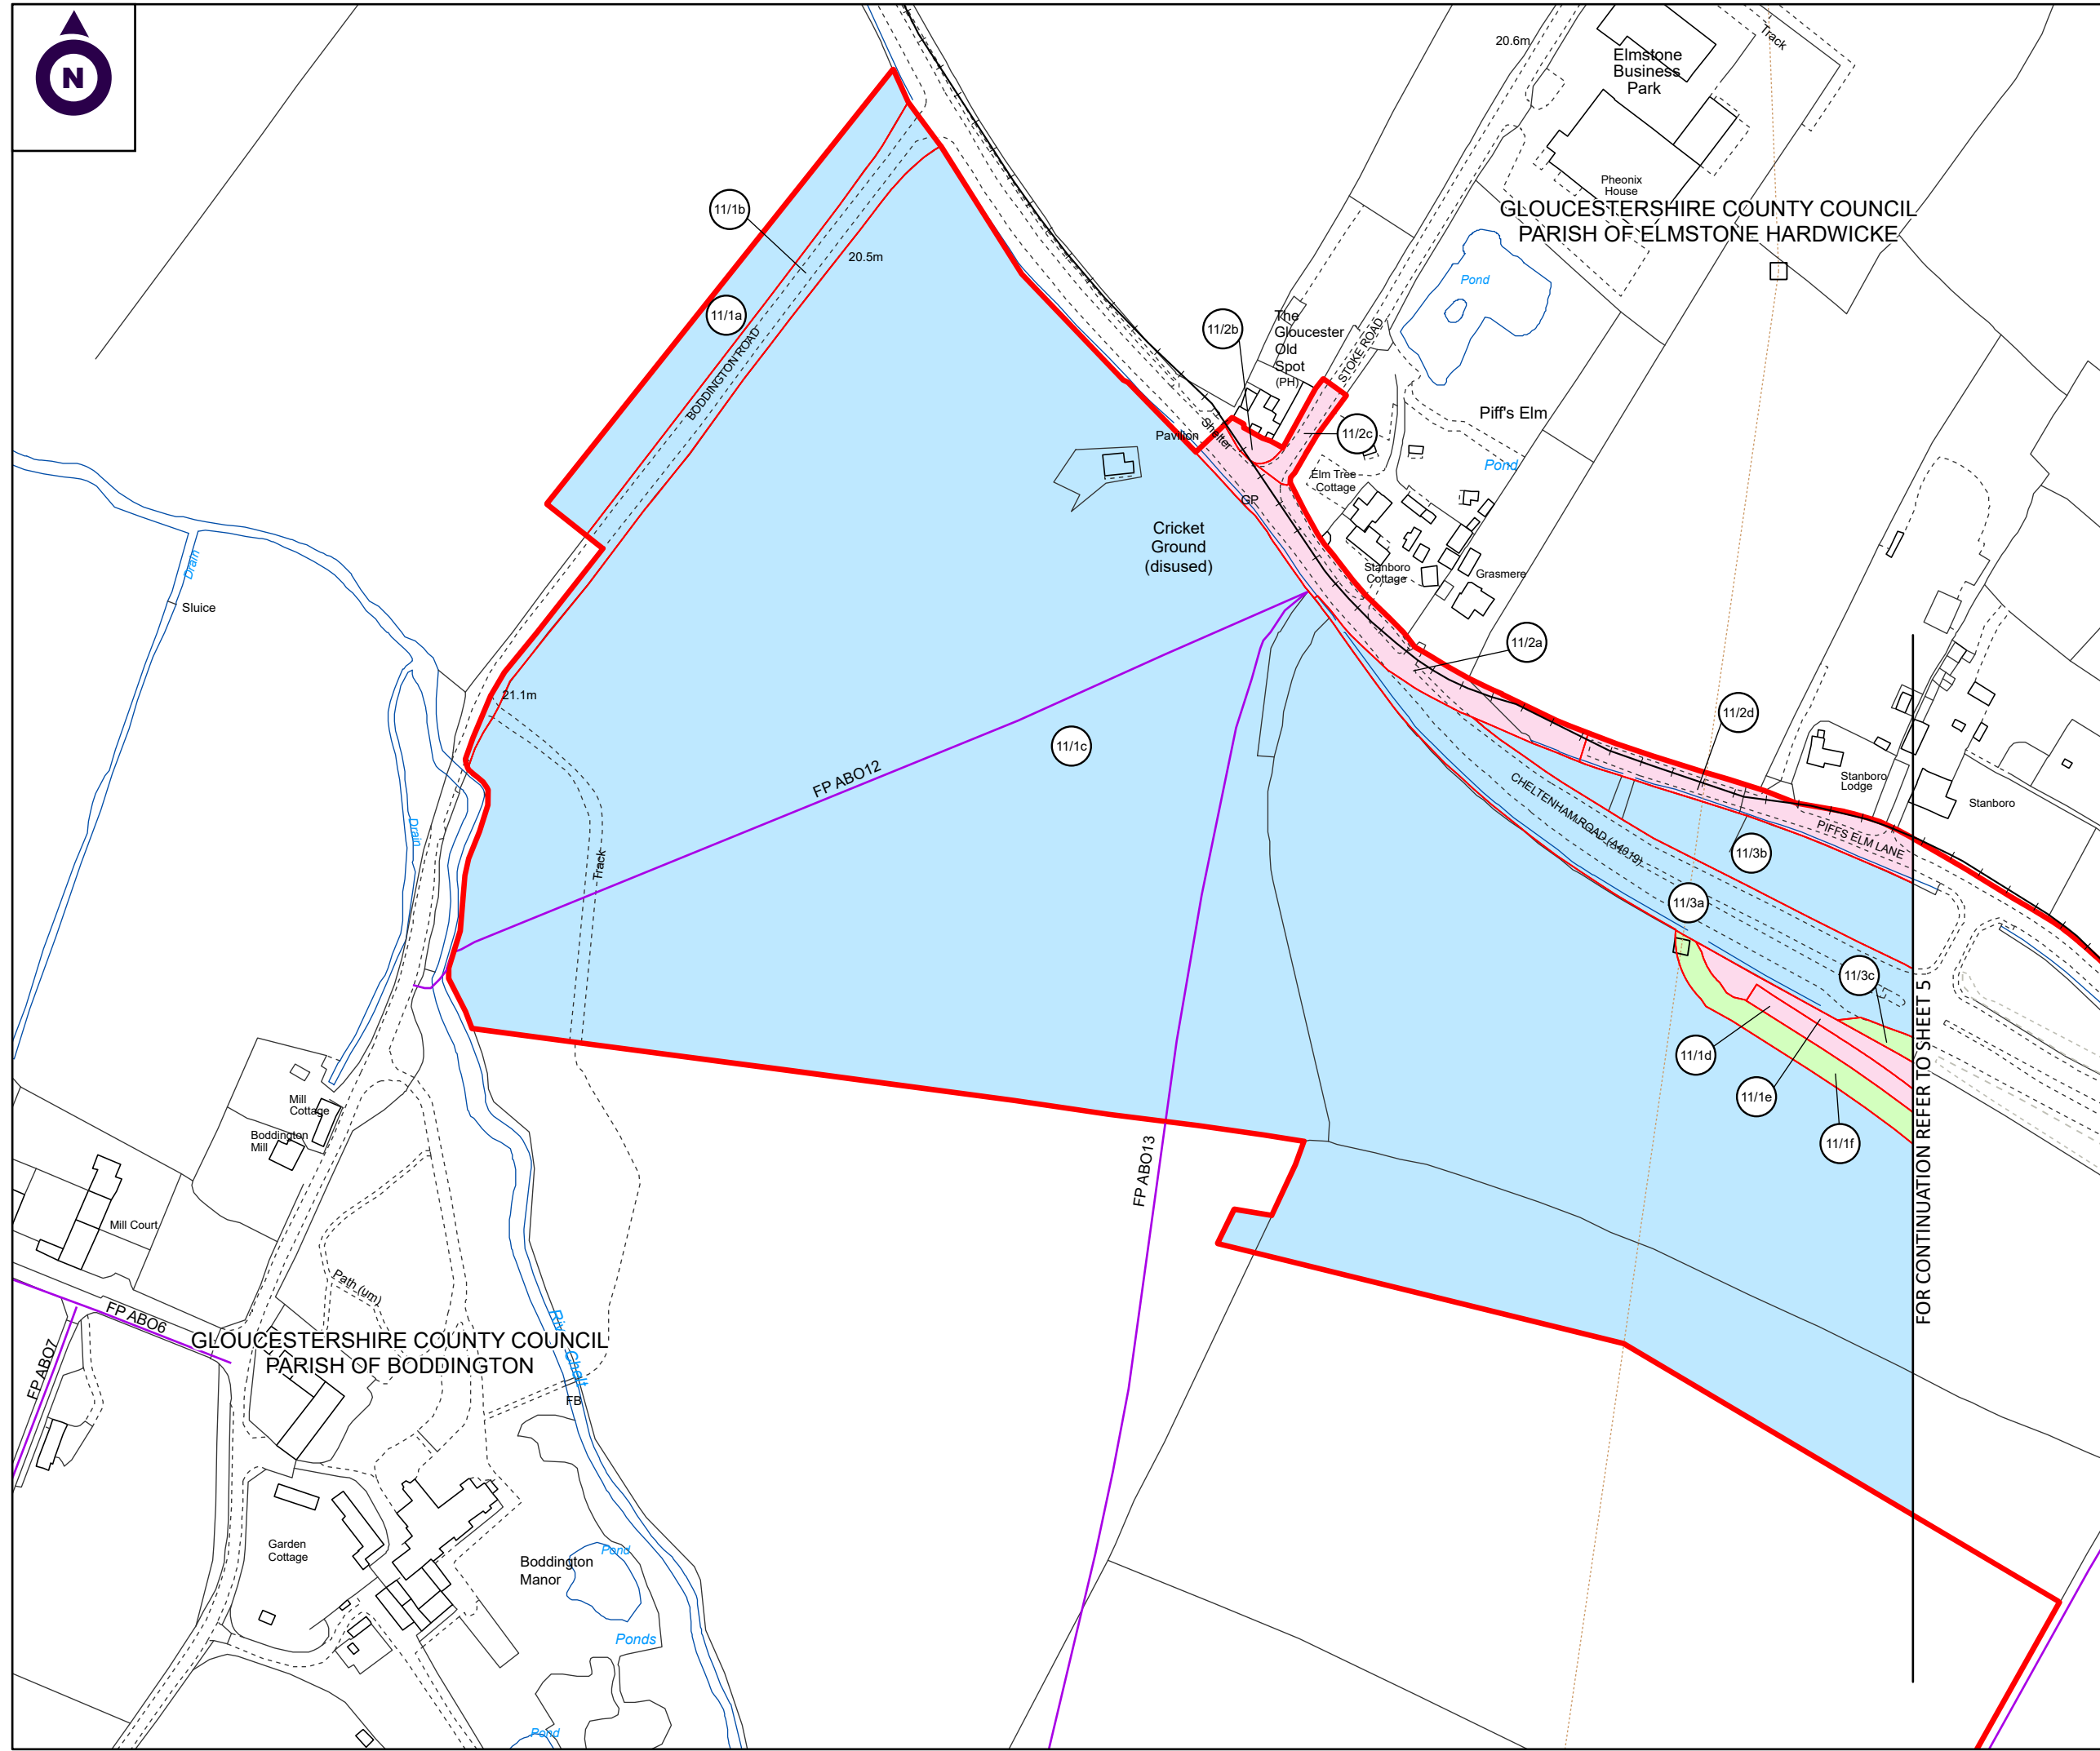 N
20.6m
Track
Elmstone
Business
Park
Pheonix
House
GLOUCESTERSHIRE COUNTY COUNCIL
PARISH OF ELMSTONE HARDWICKE
11/1b
20.5m
11/1a
BODDINGTON ROAD
Pond
11/2b
The
Gloucester
Old
Spot
(PH)
STOKE ROAD
Piff's Elm
11/2c
Pavilion
Shelter
Pond
Elm Tree
Cottage
GP
Cricket
Ground
(disused)
Stanboro
Cottage
Grasmere
Drain
Sluice
11/2a
21.1m
11/2d
11/1c
FP ABO12
Stanboro
Lodge
Stanboro
CHELTENHAM ROAD (A4019)
PIFFS ELM LANE
11/3b
Drain
Track
11/3a
11/3c
11/1d
11/1e
11/1f
FOR CONTINUATION REFER TO SHEET 5
Mill
Cottage
Boddington
Mill
FP ABO13
Mill Court
Path (um)
FP ABO6
FP ABO7
GLOUCESTERSHIRE COUNTY COUNCIL
PARISH OF BODDINGTON
River Chelt
FB
Garden
Cottage
Boddington
Manor
Pond
Ponds
Pond